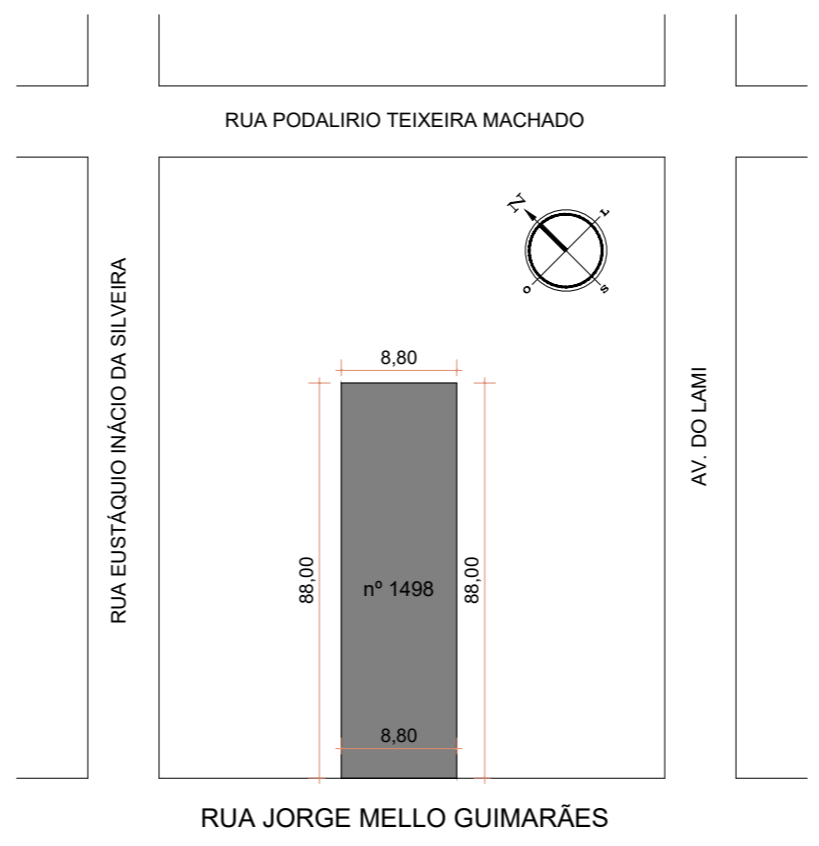 RUA PODALIRIO TEIXEIRA MACHADO
N
L
O
S
RUA EUSTÁQUIO INÁCIO DA SILVEIRA
8,80
AV. DO LAMI
88,00
nº 1498
88,00
8,80
RUA JORGE MELLO GUIMARÃES